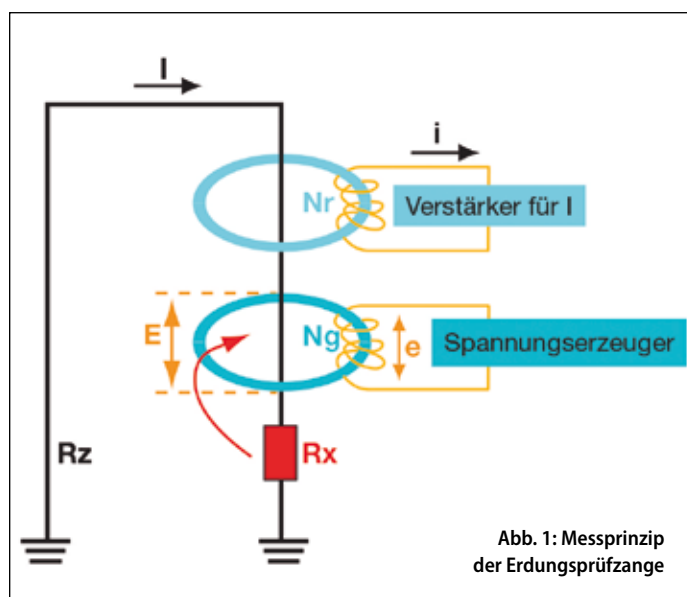 I
i
Nr
Verstärker für I
E
Ng
e
Spannungserzeuger
Rz
Rx
Abb. 1: Messprinzip
der Erdungsprüfzange